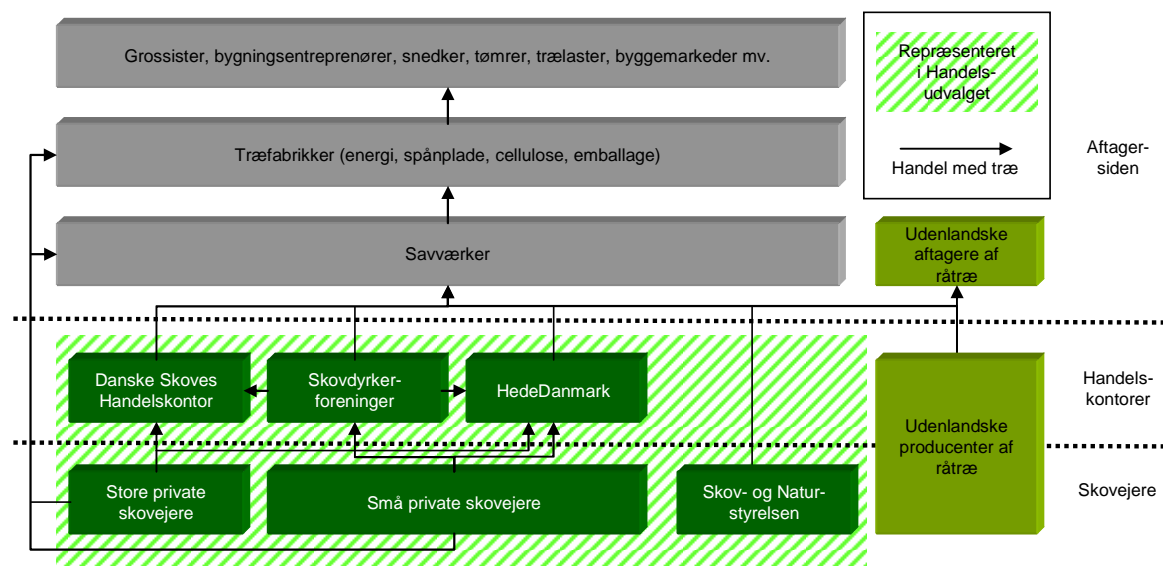 Grossister, bygningsentreprenører, snedker, tømrer, trælaster, byggemarkeder mv.
Repræsenteret
i Handels-
udvalget
Handel med træ
Træfabrikker (energi, spånplade, cellulose, emballage)
Aftager-
siden
Savværker
Udenlandske
aftagere af
råtræ
Danske Skoves
Handelskontor
Skovdyrker-
foreninger
HedeDanmark
Handels-
kontorer
Udenlandske
producenter af
råtræ
Store private
skovejere
Små private skovejere
Skov- og Natur-
styrelsen
Skovejere